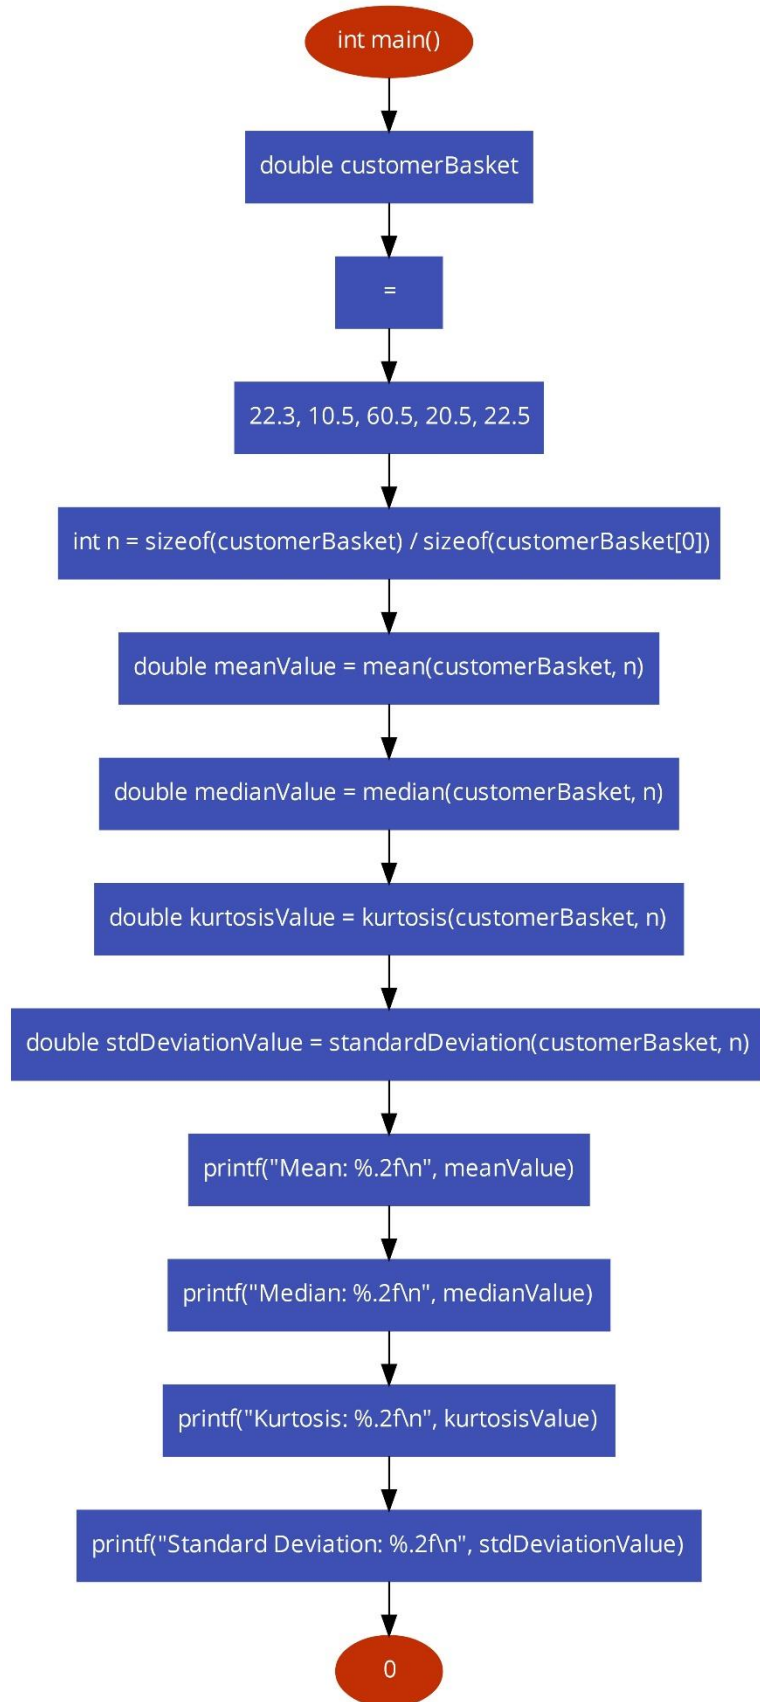 int main()
double customerBasket
=
22.3, 10.5, 60.5, 20.5, 22.5
int n = sizeof(customerBasket) / sizeof(customerBasket[0])
double meanValue = mean(customerBasket, n)
double medianValue = median(customerBasket, n)
double kurtosisValue = kurtosis(customerBasket, n)
double stdDeviationValue = standardDeviation(customerBasket, n)
printf("Mean: %.2f\n", meanValue)
printf("Median: %.2f\n", medianValue)
printf("Kurtosis: %.2f\n", kurtosisValue)
printf("Standard Deviation: %.2f\n", stdDeviationValue)
0